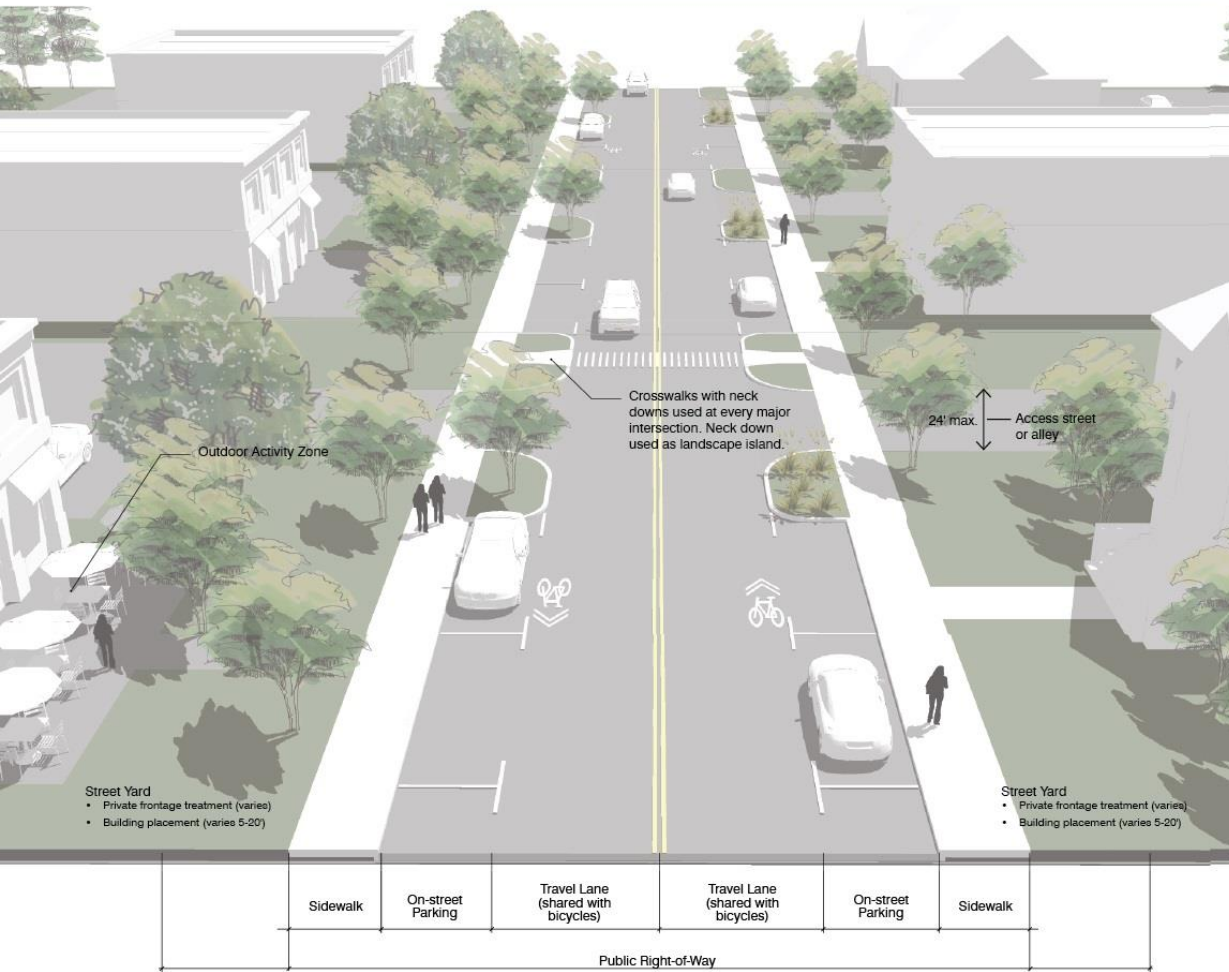 Crosswalks with neck
downs used at every major
intersection. Neck down
used as landscape island.
24' max.
Access street
or alley
Outdoor Activity Zone
Street Yard
• Private frontage treatment (varies)
• Building placement (varies 5-20')
Street Yard
• Private frontage treatment (varies)
• Building placement (varies 5-20')
Sidewalk
On-street
Parking
Travel Lane
(shared with
bicycles)
Travel Lane
(shared with
bicycles)
On-street
Parking
Sidewalk
Public Right-of-Way